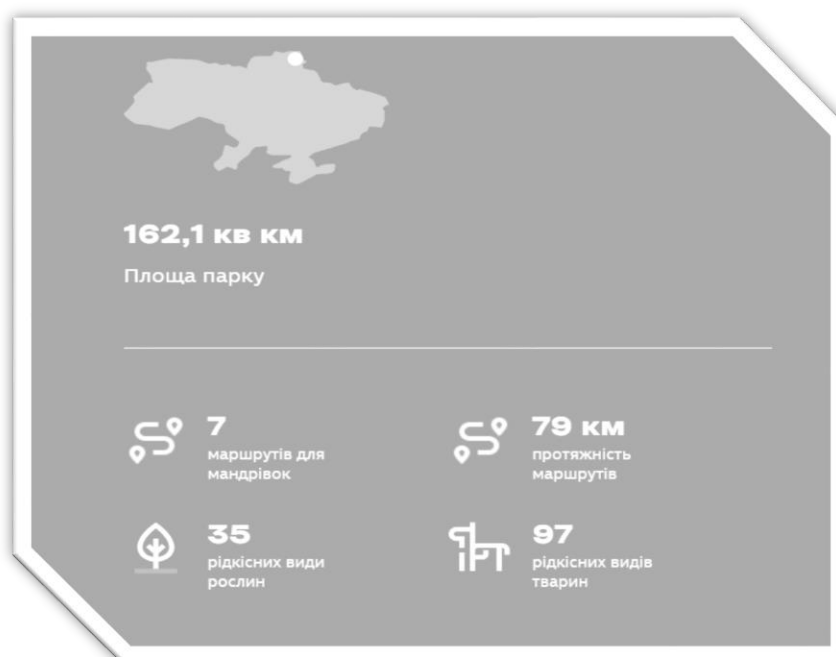 162,1 кв км
Площа парку
7
маршрутів для
мандрівок
79 км
протяжність
маршрутів
35
рідкісних види
рослин
97
рідкісних видів
тварин